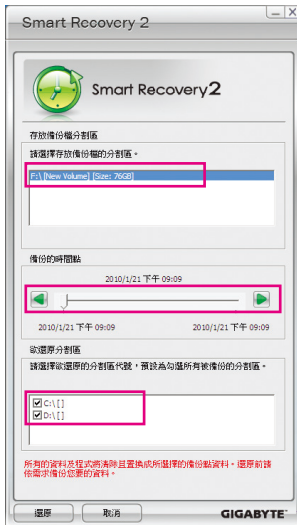 Smart Recovery 2
Smart Recovery2
存放備份檔分割區
請選擇存放備份檔的分割區。
F:\ [New Volume] [Size: 76GB]
備份的時間點
2010/1/21 下午 09:09
2010/1/21 下午 09:09 2010/1/21 下午 09:09
欲還原分割區
請選擇欲還原的分割區代號，預設為勾選所有被備份的分割區。
C:\ [ ]
D:\ [ ]
所有的資料及程式將清除且置換成所選擇的備份點資料。還原前請
依需求備份您要的資料。
還原 取消 GIGABYTE